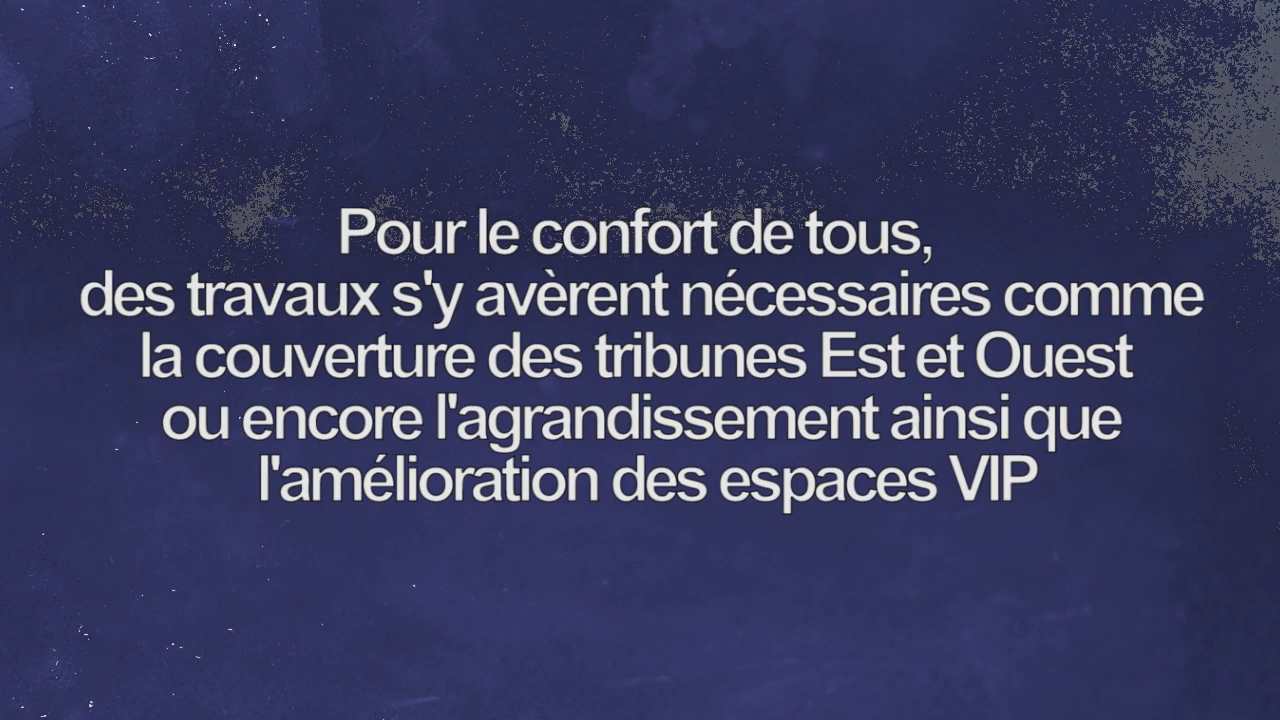 Pour le confort de tous,
des travaux s'y avèrent nécessaires comme
la couverture des tribunes Est et Ouest
ou encore l'agrandissement ainsi que
l'amélioration des espaces VIP